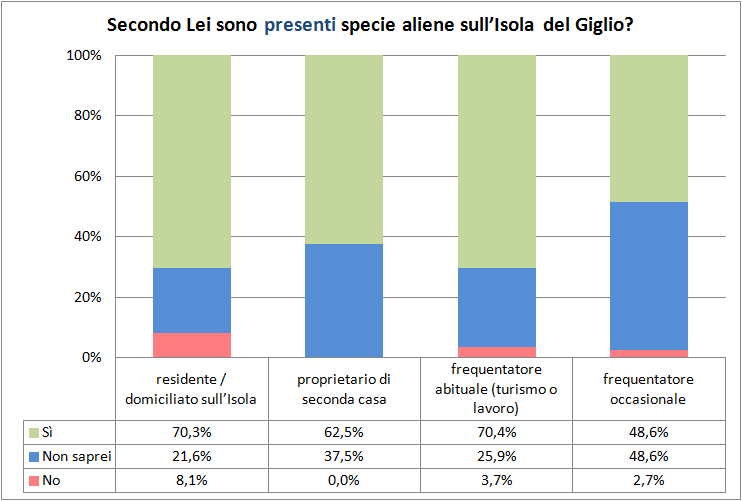 Secondo Lei sono presenti specie aliene sull'Isola del Giglio?
100%
80%
60%
40%
20%
0%
residente /
domiciliato sull'Isola
proprietario di
seconda casa
frequentatore
abituale (turismo o
lavoro)
frequentatore
occasionale
Sì 70,3% 62,5% 70,4% 48,6%
Non saprei 21,6% 37,5% 25,9% 48,6%
No 8,1% 0,0% 3,7% 2,7%